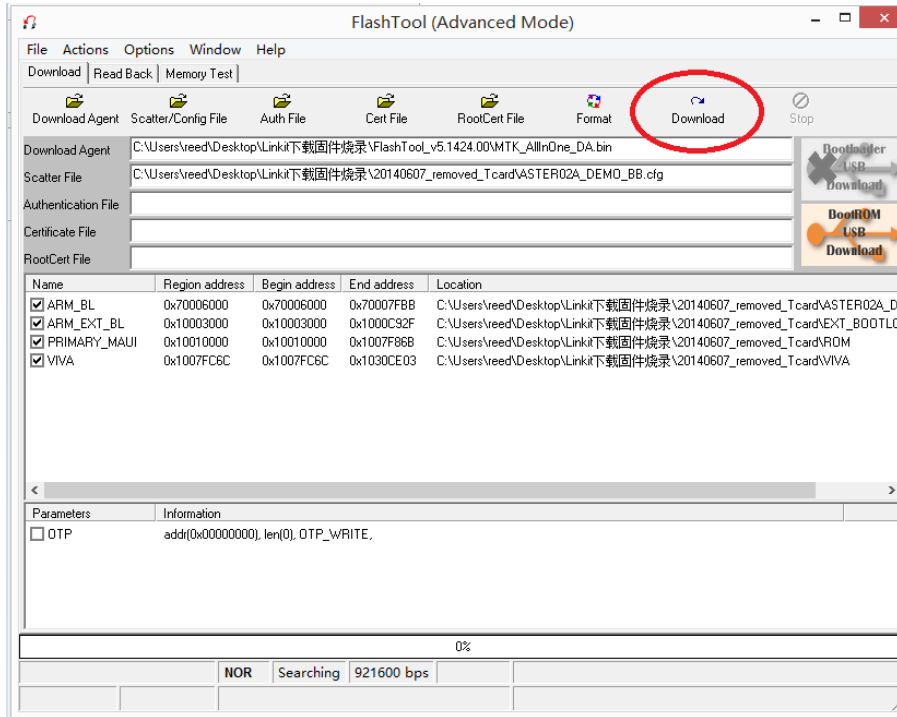 FlashTool (Advanced Mode)
File Actions Options Window Help
Download Read Back Memory Test
Download Agent Scatter/Config File Auth File Cert File RootCert File Format Download Stop
Download Agent C:\Users\reed\Desktop\Linkit下载固件烧录\FlashTool_v5.1424.00\MTK_AllInOne_DA.bin
Scatter File C:\Users\reed\Desktop\Linkit下载固件烧录\20140607_removed_Tcard\ASTER02A_DEMO_BB.cfg
Authentication File
Certificate File
RootCert File
Bootloader
USB
Download
BootROM
USB
Download
Name Region address Begin address End address Location
ARM_BL 0x70006000 0x70006000 0x70007FBB C:\Users\reed\Desktop\Linkit下载固件烧录\20140607_removed_Tcard\ASTER02A_D
ARM_EXT_BL 0x10003000 0x10003000 0x1000C92F C:\Users\reed\Desktop\Linkit下载固件烧录\20140607_removed_Tcard\EXT_BOOTLO
PRIMARY_MAUI 0x10010000 0x10010000 0x1007F86B C:\Users\reed\Desktop\Linkit下载固件烧录\20140607_removed_Tcard\ROM
VIVA 0x1007FC6C 0x1007FC6C 0x1030CE03 C:\Users\reed\Desktop\Linkit下载固件烧录\20140607_removed_Tcard\VIVA
Parameters Information
OTP addr(0x00000000), len(0), OTP_WRITE,
0%
NOR Searching 921600 bps